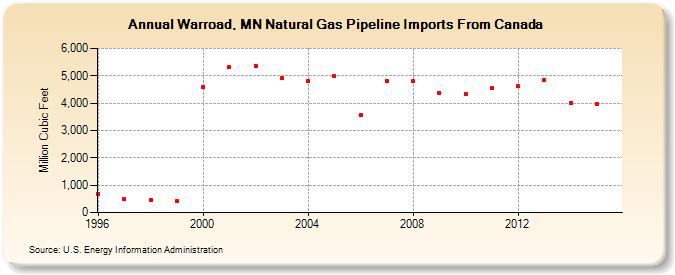 Annual Warroad, MN Natural Gas Pipeline Imports From Canada
Million Cubic Feet
6,000
5,000
4,000
3,000
2,000
1,000
0
1996 2000 2004 2008 2012
Source: U.S. Energy Information Administration